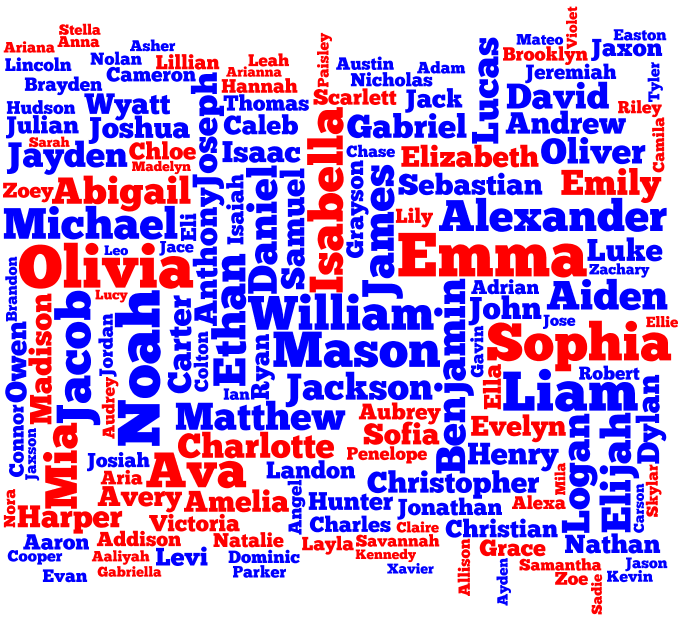 Stella
Ariana
Anna
Asher
Lincoln
Nolan
Lillian
Leah
Cameron
Arianna
Hannah
Brayden
Paisley
Austin
Adam
Nicholas
Lucas
Mateo
Violet
Easton
Brooklyn
Jaxon
Jeremiah
Tyler
Hudson
Wyatt
Joseph
Thomas
Scarlett
Jack
David
Riley
Julian
Joshua
Caleb
Gabriel
Andrew
Camila
Sarah
Jayden
Chloe
Madelyn
Isaac
Isabella
Chase
Elizabeth
Oliver
Zoey
Abigail
Anthony
Isaiah
Daniel
Samuel
Grayson
James
Sebastian
Emily
Michael
Eli
Lily
Alexander
Olivia
Leo
Jace
Emma
Luke
Zachary
Brandon
Lucy
Ethan
Adrian
Aiden
Madison
Jacob
Noah
Carter
William
John
Jose
Ellie
Owen
Jordan
Colton
Ryan
Mason
Benjamin
Gavin
Sophia
Audrey
Ian
Jackson
Ella
Liam
Robert
Connor
Jaxson
Mia
Matthew
Aubrey
Evelyn
Dylan
Charlotte
Sofia
Penelope
Henry
Logan
Elijah
Josiah
Ava
Aria
Landon
Christopher
Mila
Skylar
Nora
Avery
Amelia
Angel
Hunter
Jonathan
Alexa
Carson
Harper
Victoria
Charles
Claire
Christian
Aaron
Addison
Natalie
Layla
Savannah
Grace
Nathan
Cooper
Aaliyah
Levi
Dominic
Kennedy
Allison
Samantha
Jason
Evan
Gabriella
Parker
Xavier
Ayden
Zoe
Sadie
Kevin